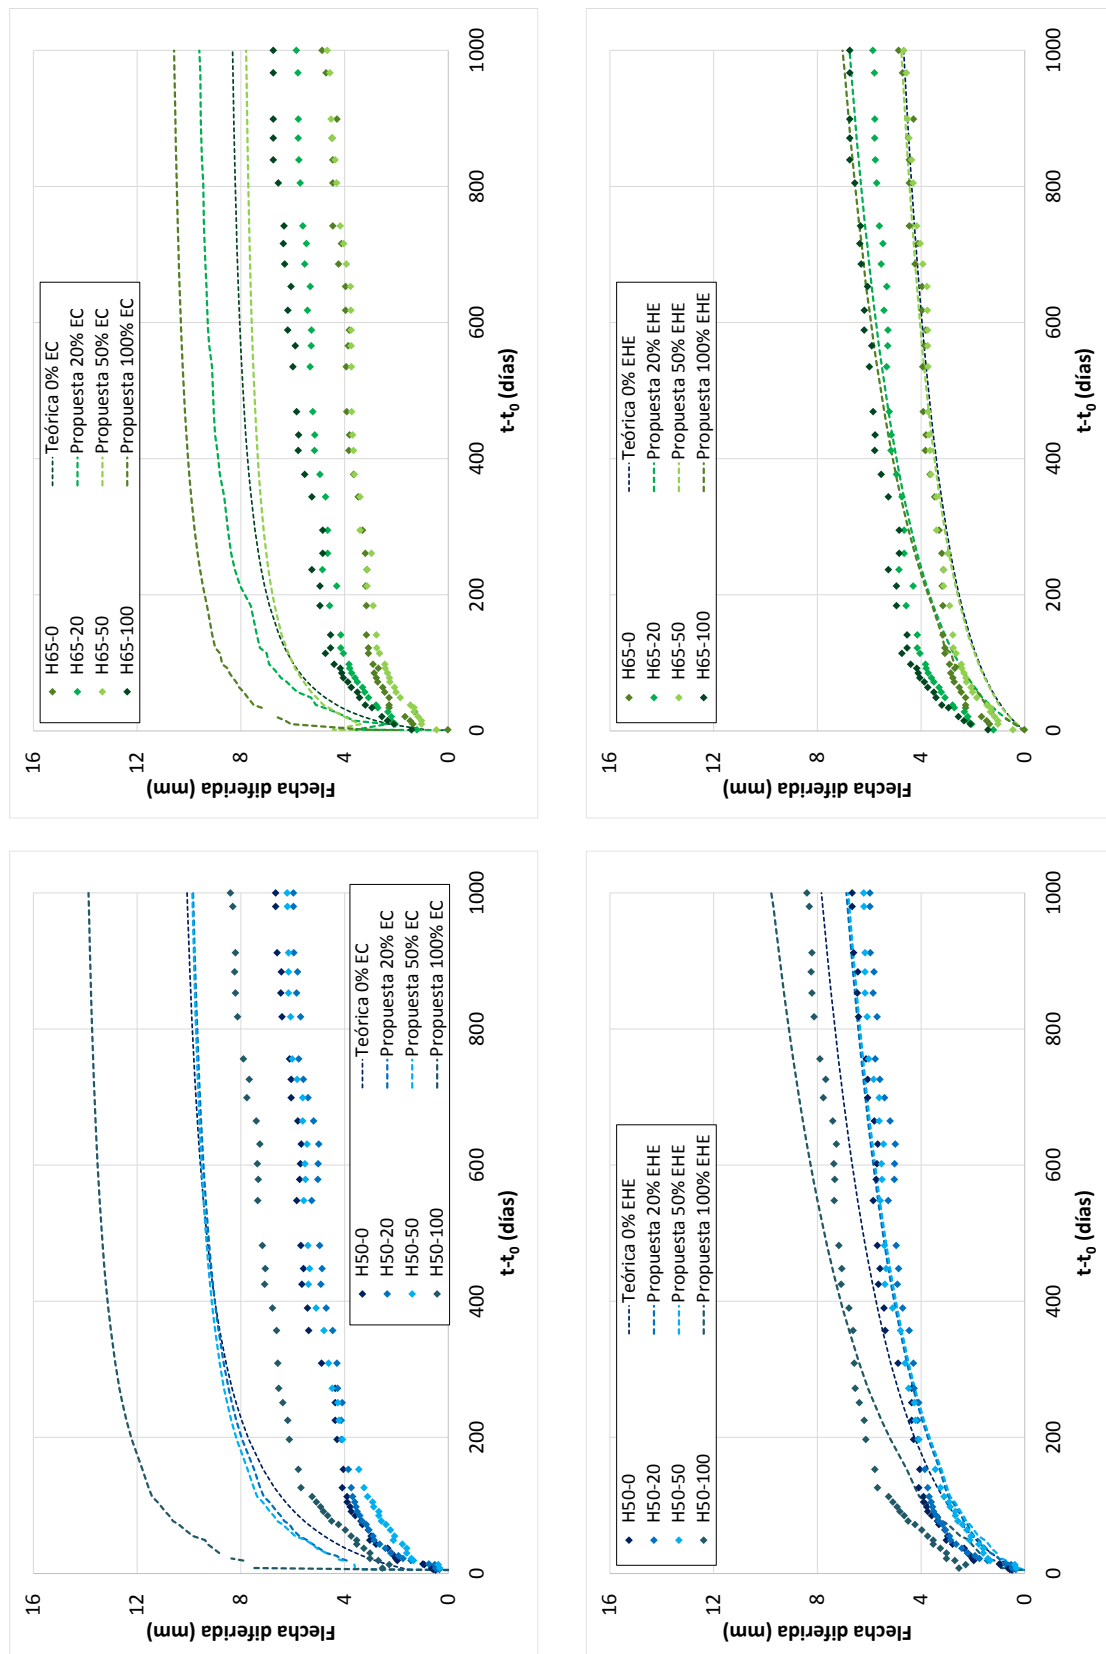 16
12
8
4
0
Flecha diferida (mm)
0
200
400
600
800
1000
t-t₀ (días)
H50-0 Teórica 0% EC
H50-20 Propuesta 20% EC
H50-50 Propuesta 50% EC
H50-100 Propuesta 100% EC
16
12
8
4
0
Flecha diferida (mm)
0
200
400
600
800
1000
t-t₀ (días)
H65-0 Teórica 0% EC
H65-20 Propuesta 20% EC
H65-50 Propuesta 50% EC
H65-100 Propuesta 100% EC
16
12
8
4
0
Flecha diferida (mm)
0
200
400
600
800
1000
t-t₀ (días)
H50-0 Teórica 0% EHE
H50-20 Propuesta 20% EHE
H50-50 Propuesta 50% EHE
H50-100 Propuesta 100% EHE
16
12
8
4
0
Flecha diferida (mm)
0
200
400
600
800
1000
t-t₀ (días)
H65-0 Teórica 0% EHE
H65-20 Propuesta 20% EHE
H65-50 Propuesta 50% EHE
H65-100 Propuesta 100% EHE